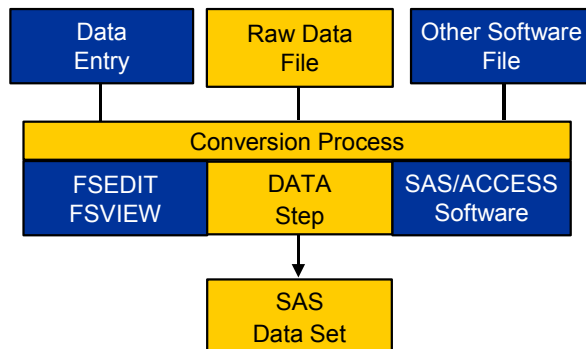 Data
Entry
Raw Data
File
Other Software
File
Conversion Process
FSEDIT
FSVIEW
DATA
Step
SAS/ACCESS
Software
SAS
Data Set